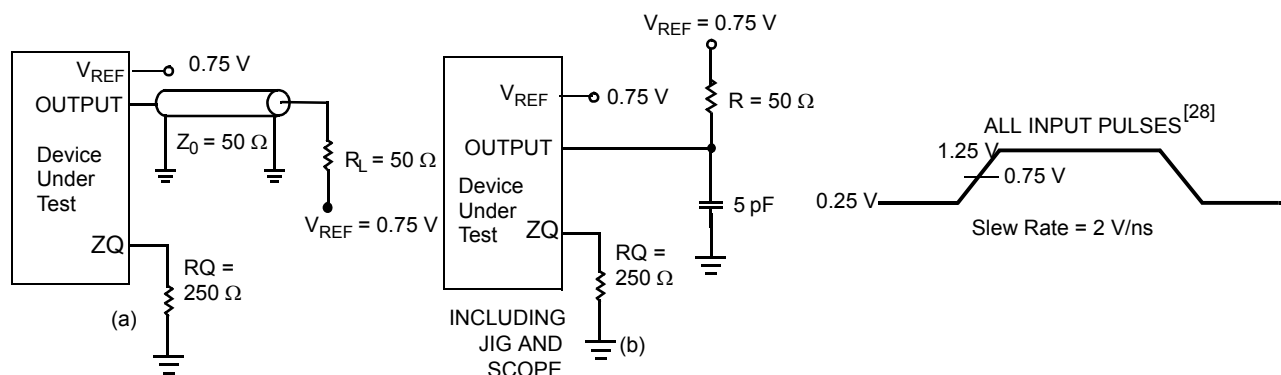 V_REF 0.75 V
OUTPUT
Z_0 = 50 Ω
Device
Under
Test
R_L = 50 Ω
V_REF = 0.75 V
ZQ
RQ =
250 Ω
(a)
V_REF = 0.75 V
R = 50 Ω
V_REF 0.75 V
OUTPUT
Device
Under
Test
5 pF
ZQ
RQ =
250 Ω
INCLUDING
JIG AND
SCOPE
(b)
ALL INPUT PULSES[28]
1.25 V
0.75 V
0.25 V
Slew Rate = 2 V/ns